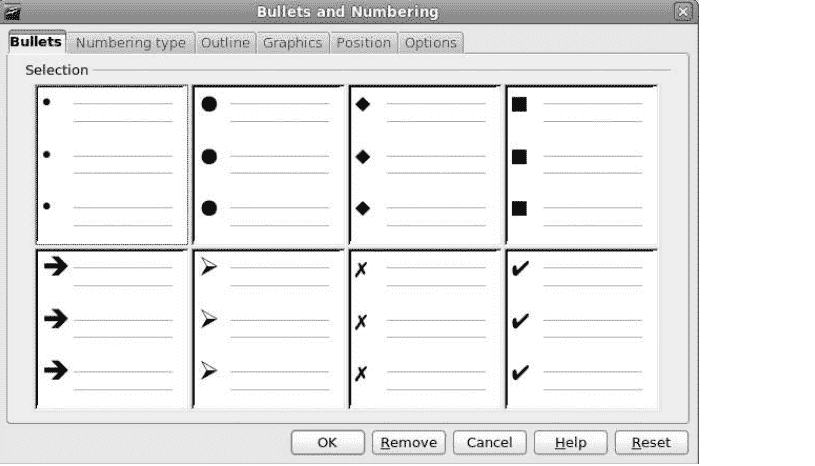 Bullets and Numbering
Bullets Numbering type Outline Graphics Position Options
Selection
OK Remove Cancel Help Reset